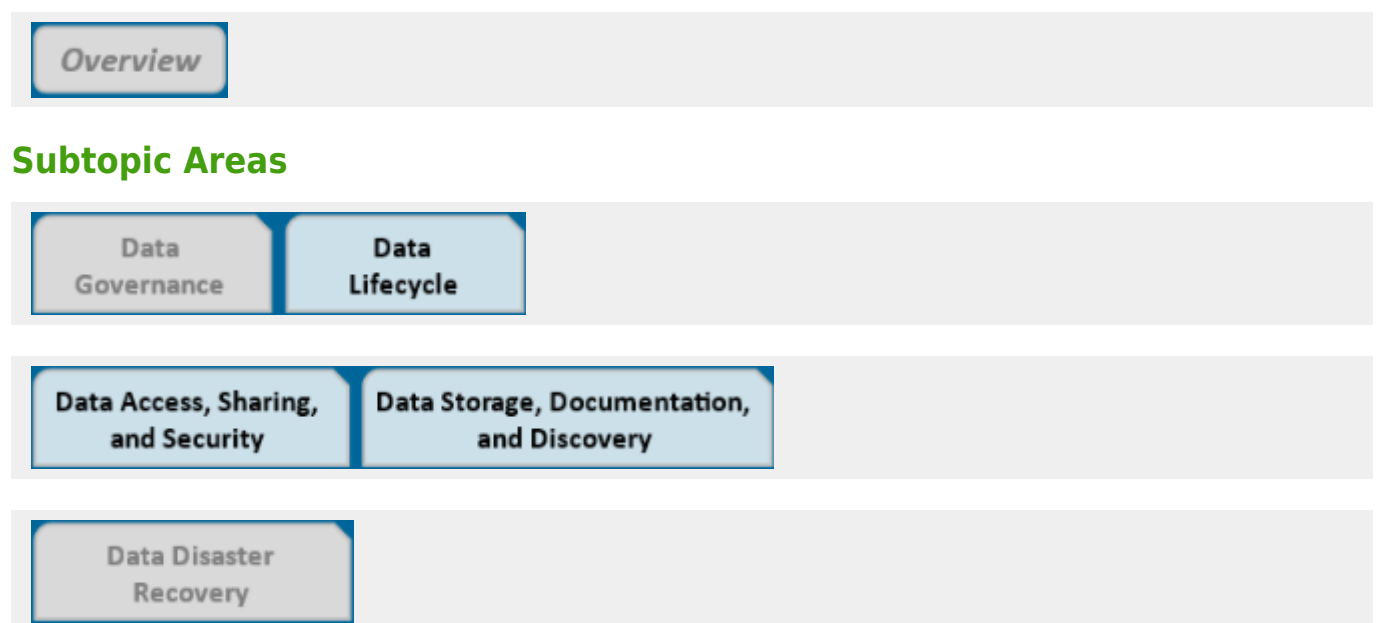 Overview
Subtopic Areas
Data
Governance
Data
Lifecycle
Data Access, Sharing,
and Security
Data Storage, Documentation,
and Discovery
Data Disaster
Recovery